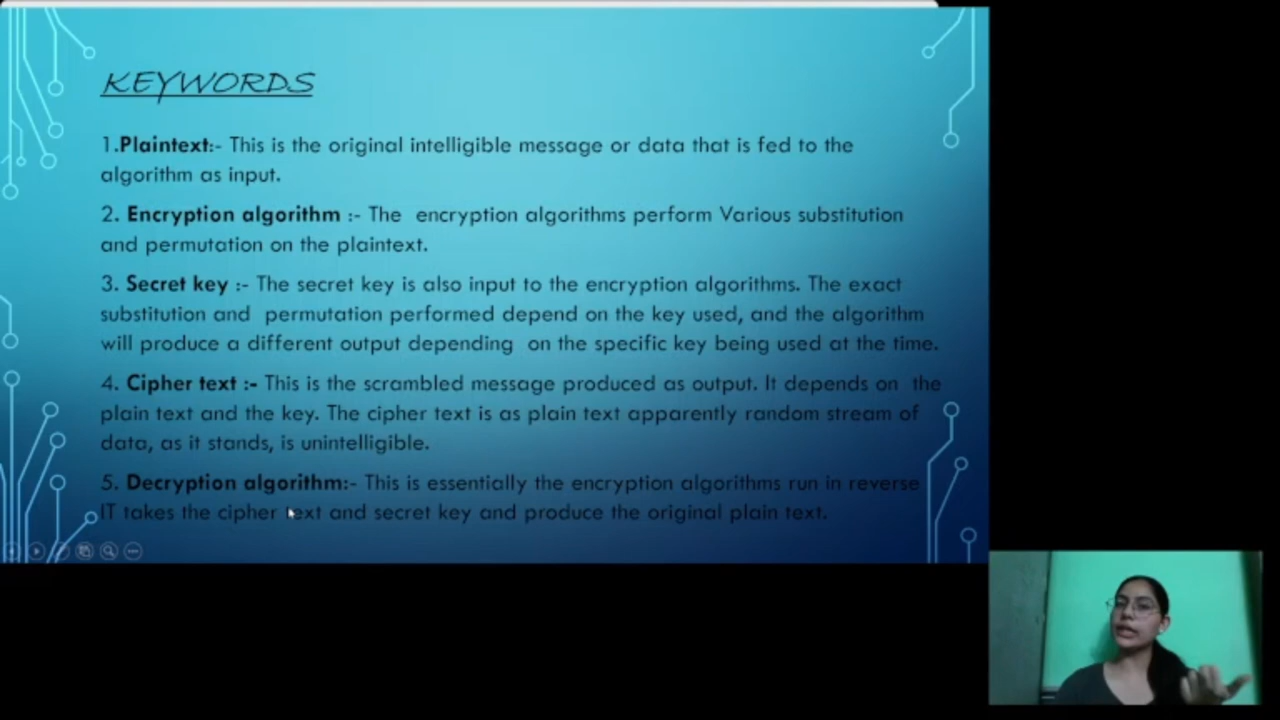 KEYWORDS
1.Plaintext:- This is the original intelligible message or data that is fed to the
algorithm as input.
2. Encryption algorithm :- The encryption algorithms perform Various substitution
and permutation on the plaintext.
3. Secret key :- The secret key is also input to the encryption algorithms. The exact
substitution and permutation performed depend on the key used, and the algorithm
will produce a different output depending on the specific key being used at the time.
4. Cipher text :- This is the scrambled message produced as output. It depends on the
plain text and the key. The cipher text is as plain text apparently random stream of
data, as it stands, is unintelligible.
5. Decryption algorithm:- This is essentially the encryption algorithms run in reverse
IT takes the cipher text and secret key and produce the original plain text.